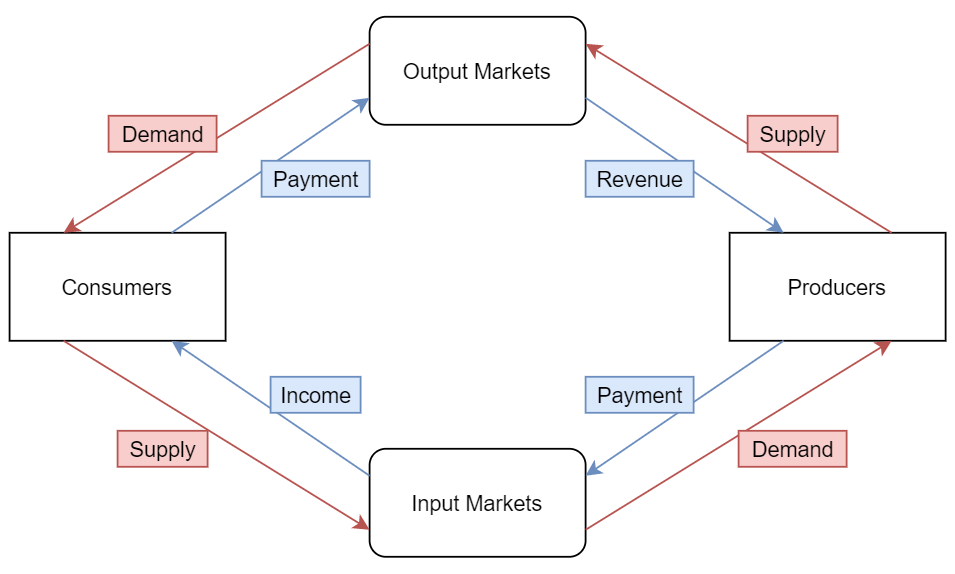 Output Markets
Demand
Supply
Payment
Revenue
Consumers
Producers
Income
Payment
Supply
Demand
Input Markets